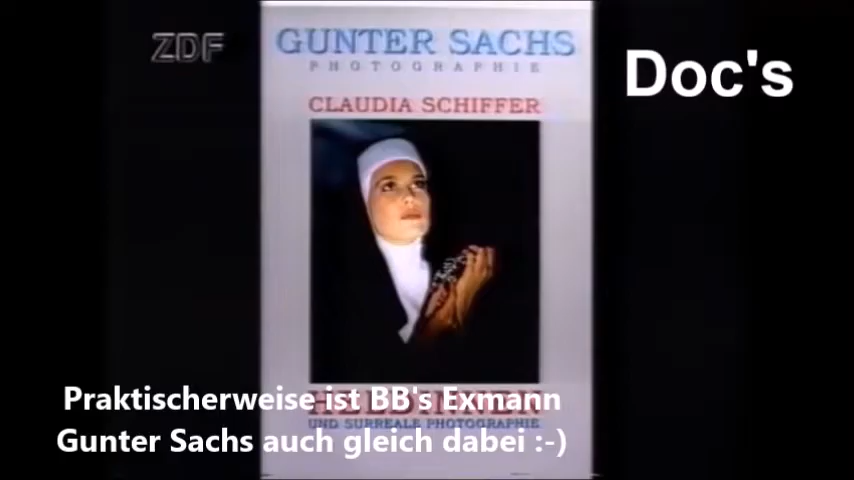 ZDF
GUNTER SACHS
PHOTOGRAPHIE
Doc's
CLAUDIA SCHIFFER
HELDINNEN
UND SURREALE PHOTOGRAPHIE
Praktischerweise ist BB's Exmann
Gunter Sachs auch gleich dabei :-)